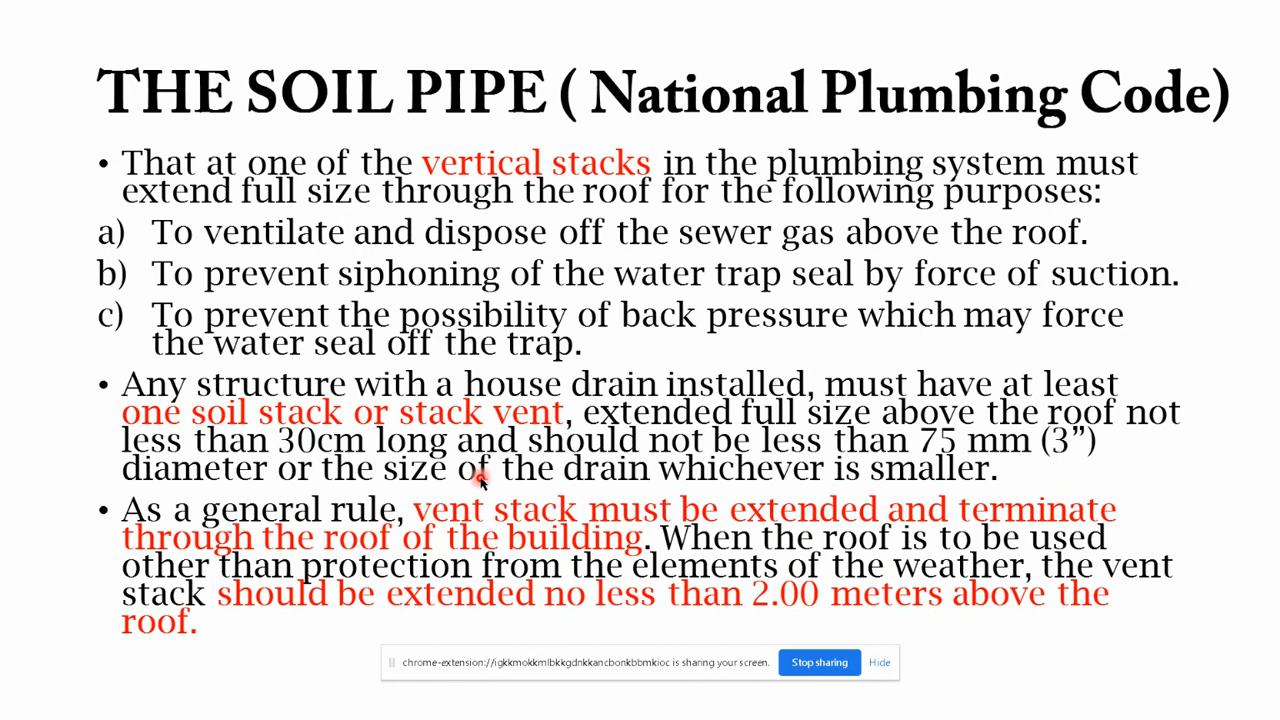 THE SOIL PIPE ( National Plumbing Code)
• That at one of the vertical stacks in the plumbing system must
extend full size through the roof for the following purposes:
a) To ventilate and dispose off the sewer gas above the roof.
b) To prevent siphoning of the water trap seal by force of suction.
c) To prevent the possibility of back pressure which may force
the water seal off the trap.
• Any structure with a house drain installed, must have at least
one soil stack or stack vent, extended full size above the roof not
less than 30cm long and should not be less than 75 mm (3”)
diameter or the size of the drain whichever is smaller.
• As a general rule, vent stack must be extended and terminate
through the roof of the building. When the roof is to be used
other than protection from the elements of the weather, the vent
stack should be extended no less than 2.00 meters above the
roof.
chrome-extension://igkkmokkmlbkkgdnkkancbonkbbmkioc is sharing your screen. Stop sharing Hide